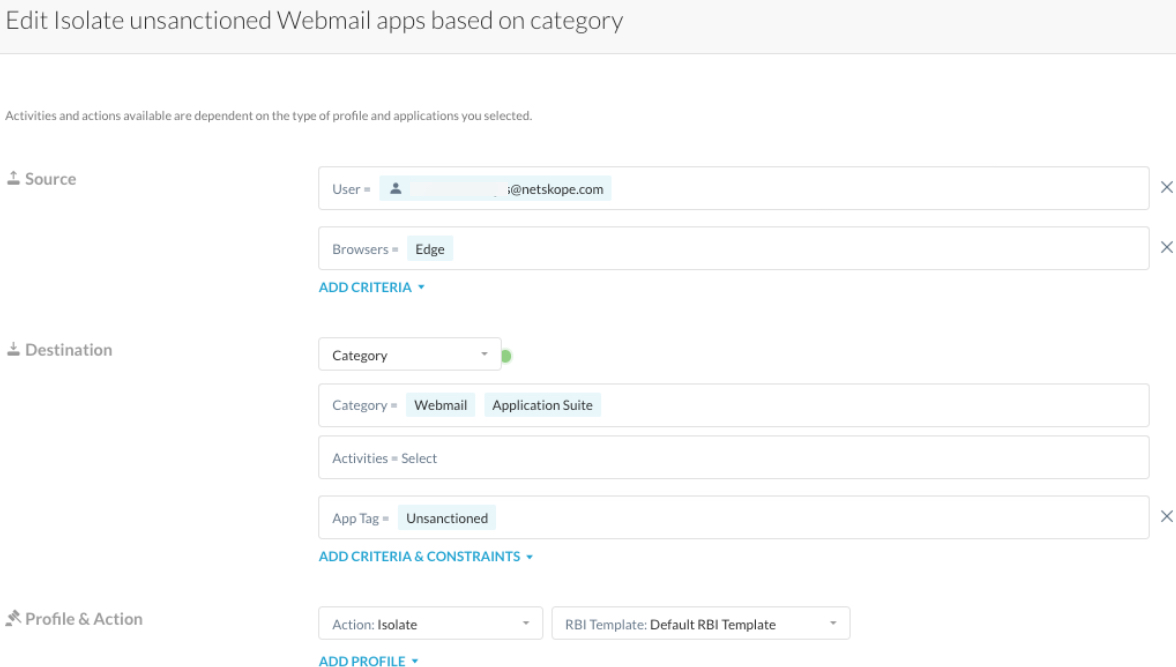 Edit Isolate unsanctioned Webmail apps based on category
Activities and actions available are dependent on the type of profile and applications you selected.
Source
User = s@netskope.com
Browsers = Edge
ADD CRITERIA
Destination
Category
Category = Webmail Application Suite
Activities = Select
App Tag = Unsanctioned
ADD CRITERIA & CONSTRAINTS
Profile & Action
Action: Isolate RBI Template: Default RBI Template
ADD PROFILE